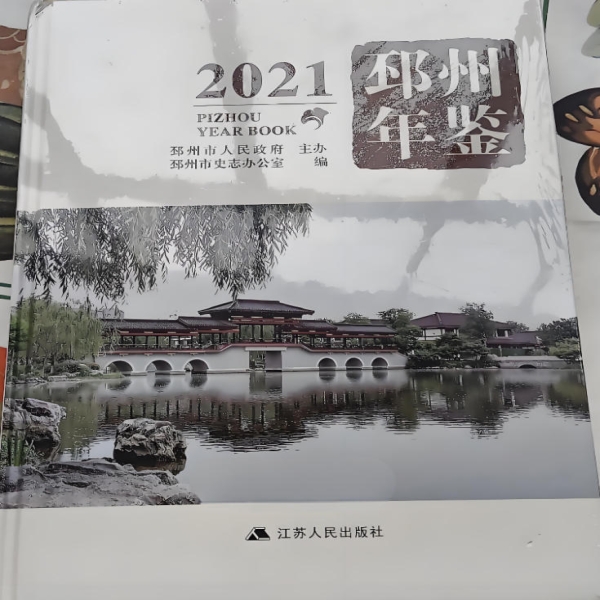 2021
PIZHOU
YEAR BOOK
邳州
年鉴
邳州市人民政府 主办
邳州市史志办公室 编
江苏人民出版社